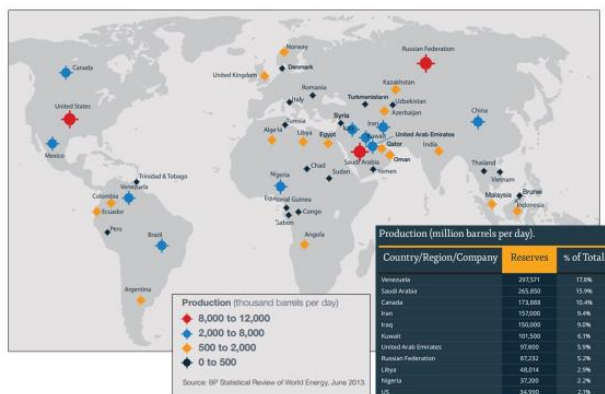 Norway
Russian Federation
Canada
United Kingdom
Denmark
Kazakhstan
Romania
Turkmenistan
United States
Italy
Uzbekistan
Azerbaijan
China
Tunisia
Syria
Iran
Mexico
Algeria
Libya
Egypt
Kuwait
United Arab Emirates
Qatar
India
Saudi Arabia
Oman
Trinidad & Tobago
Chad
Sudan
Yemen
Thailand
Vietnam
Venezuela
Nigeria
Colombia
Malaysia
Brunei
Ecuador
Equatorial Guinea
Indonesia
Congo
Gabon
Peru
Brazil
Angola
Argentina
Production (thousand barrels per day)
8,000 to 12,000
2,000 to 8,000
500 to 2,000
0 to 500
Source: BP Statistical Review of World Energy, June 2013
Production (million barrels per day).
Country/Region/Company Reserves % of Total
Venezuela 297,571 17.8%
Saudi Arabia 265,850 15.9%
Canada 173,888 10.4%
Iran 157,000 9.4%
Iraq 150,000 9.0%
Kuwait 101,500 6.1%
United Arab Emirates 97,800 5.9%
Russian Federation 87,232 5.2%
Libya 48,014 2.9%
Nigeria 37,200 2.2%
US 34,990 2.1%